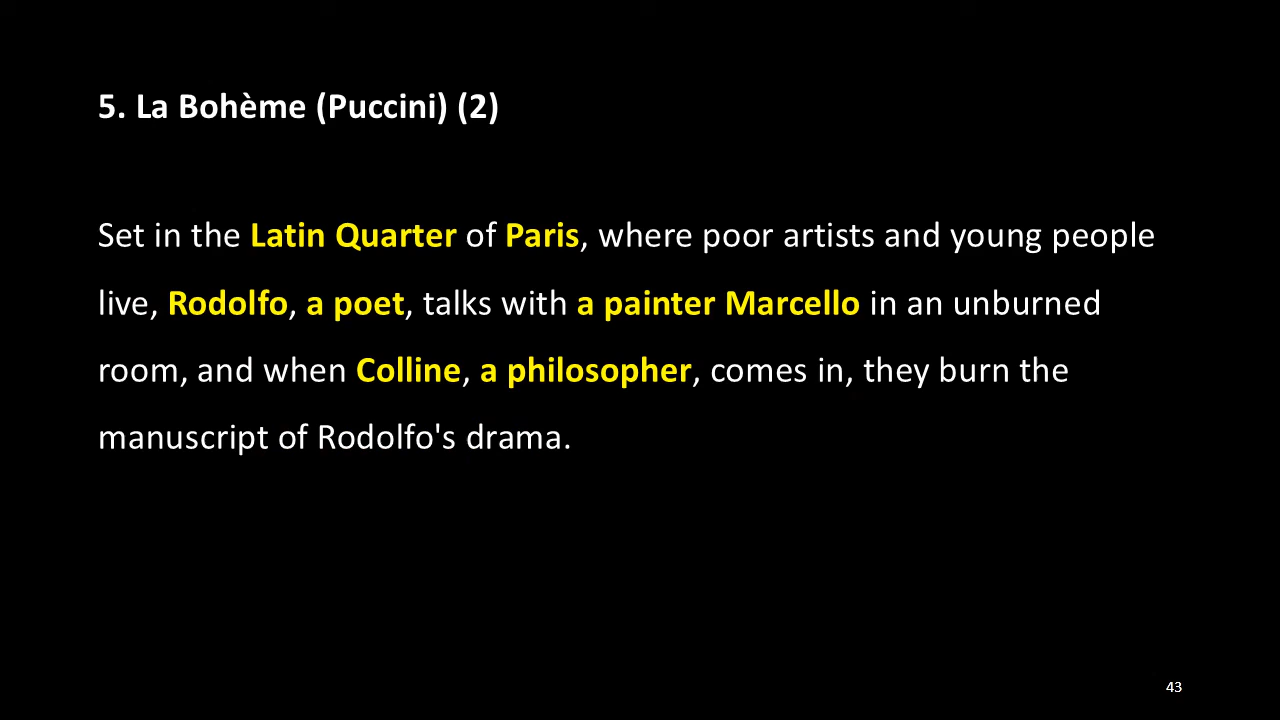 5. La Bohème (Puccini) (2)
Set in the Latin Quarter of Paris, where poor artists and young people
live, Rodolfo, a poet, talks with a painter Marcello in an unburned
room, and when Colline, a philosopher, comes in, they burn the
manuscript of Rodolfo's drama.
43